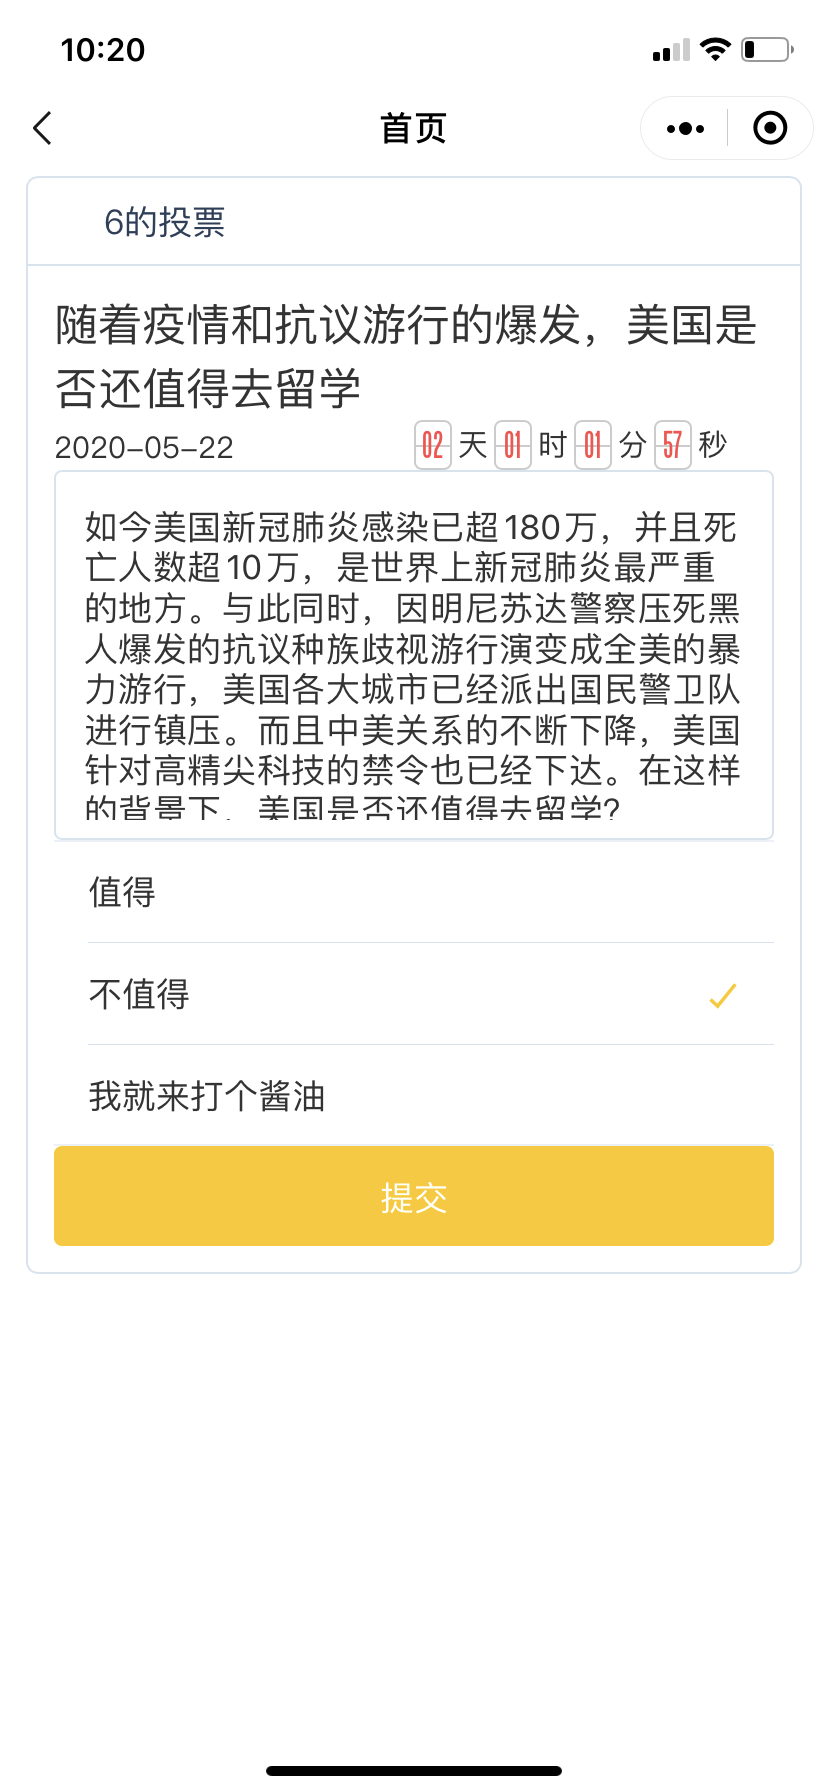 10:20
首页
6的投票
随着疫情和抗议游行的爆发，美国是
否还值得去留学
2020-05-22 02天01时01分57秒
如今美国新冠肺炎感染已超180万，并且死
亡人数超10万，是世界上新冠肺炎最严重
的地方。与此同时，因明尼苏达警察压死黑
人爆发的抗议种族歧视游行演变成全美的暴
力游行，美国各大城市已经派出国民警卫队
进行镇压。而且中美关系的不断下降，美国
针对高精尖科技的禁令也已经下达。在这样
的背景下，美国是否还值得去留学？
值得
不值得
我就来打个酱油
提交